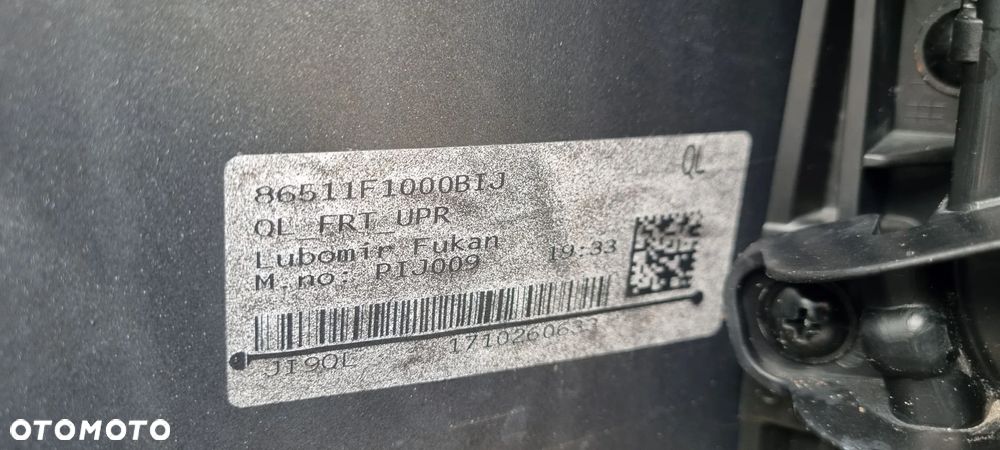 86511F1000BIJ
QL
QL_FRT_UPR
Lubomir Fukan
M.no: PIJ009
19:33
JI9QL
1710260633
OTOMOTO